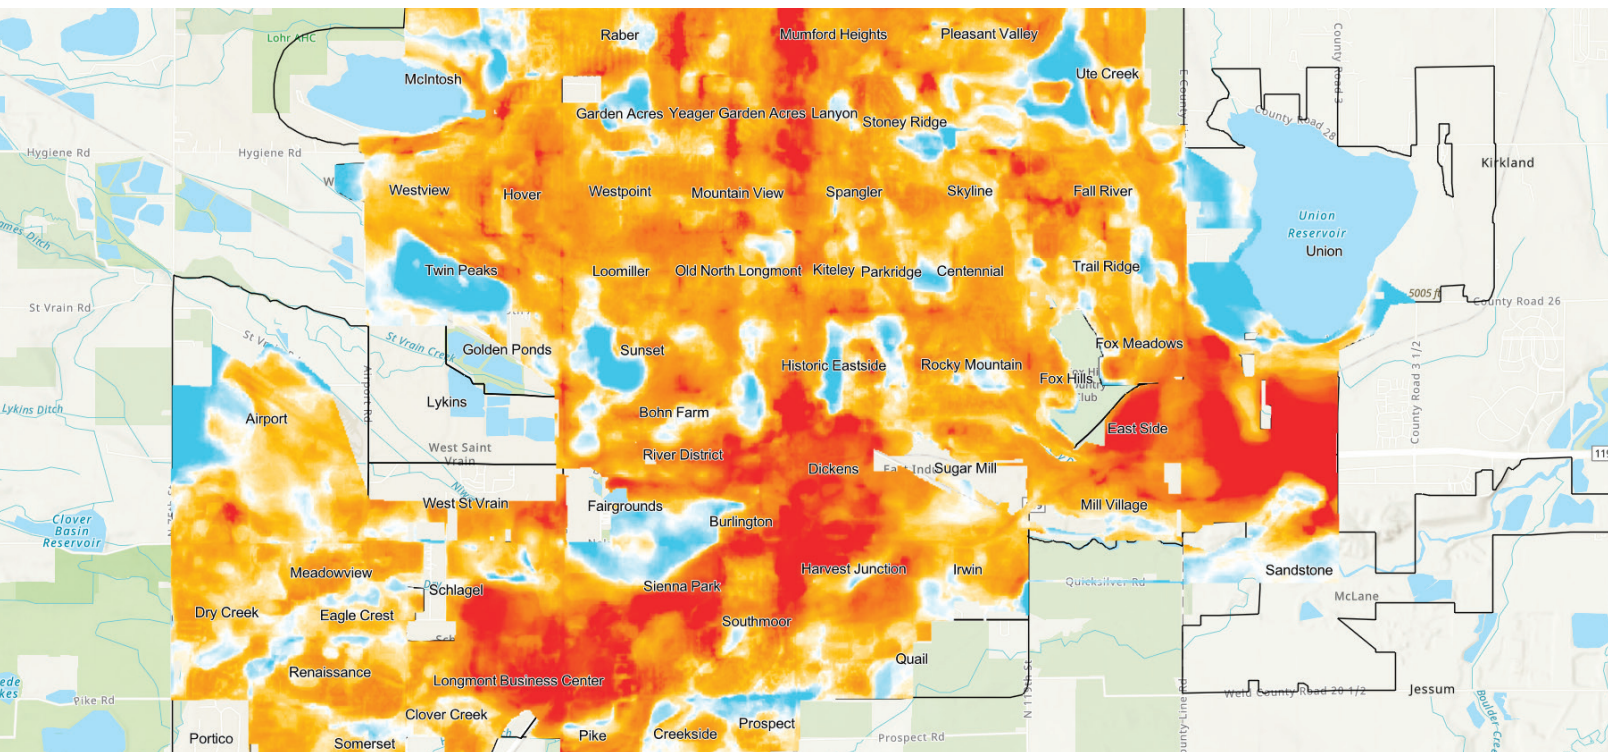 Lohr AHC
Raber
Mumford Heights
Pleasant Valley
County Road 3
McIntosh
Ute Creek
Garden Acres
Yeager Garden Acres
Lanyon
Stoney Ridge
County Road 28
Hygiene Rd
Hygiene Rd
Kirkland
Westview
Hover
Westpoint
Mountain View
Spangler
Skyline
Fall River
Union
Reservoir
Union
Twin Peaks
Loomiller
Old North Longmont
Kiteley
Parkridge
Centennial
Trail Ridge
5005 ft
County Road 26
St Vrain Rd
St Vrain Creek
Golden Ponds
Sunset
Historic Eastside
Rocky Mountain
Fox Meadows
Fox Hills
County Road 3 1/2
Airport Rd
Lykins
Lykins Ditch
Airport
Bohn Farm
East Side
West Saint
Vrain
River District
Dickens
Sugar Mill
119
West St Vrain
Fairgrounds
Mill Village
Burlington
Clover
Basin
Reservoir
Meadowview
Schlagel
Sienna Park
Harvest Junction
Irwin
Quicksilver Rd
Sandstone
McLane
Dry Creek
Eagle Crest
Southmoor
Renaissance
Quail
Longmont Business Center
N 119th St
Weld County Road 20 1/2
Jessum
Pike Rd
Clover Creek
Prospect
Portico
Somerset
Pike
Creekside
Prospect Rd